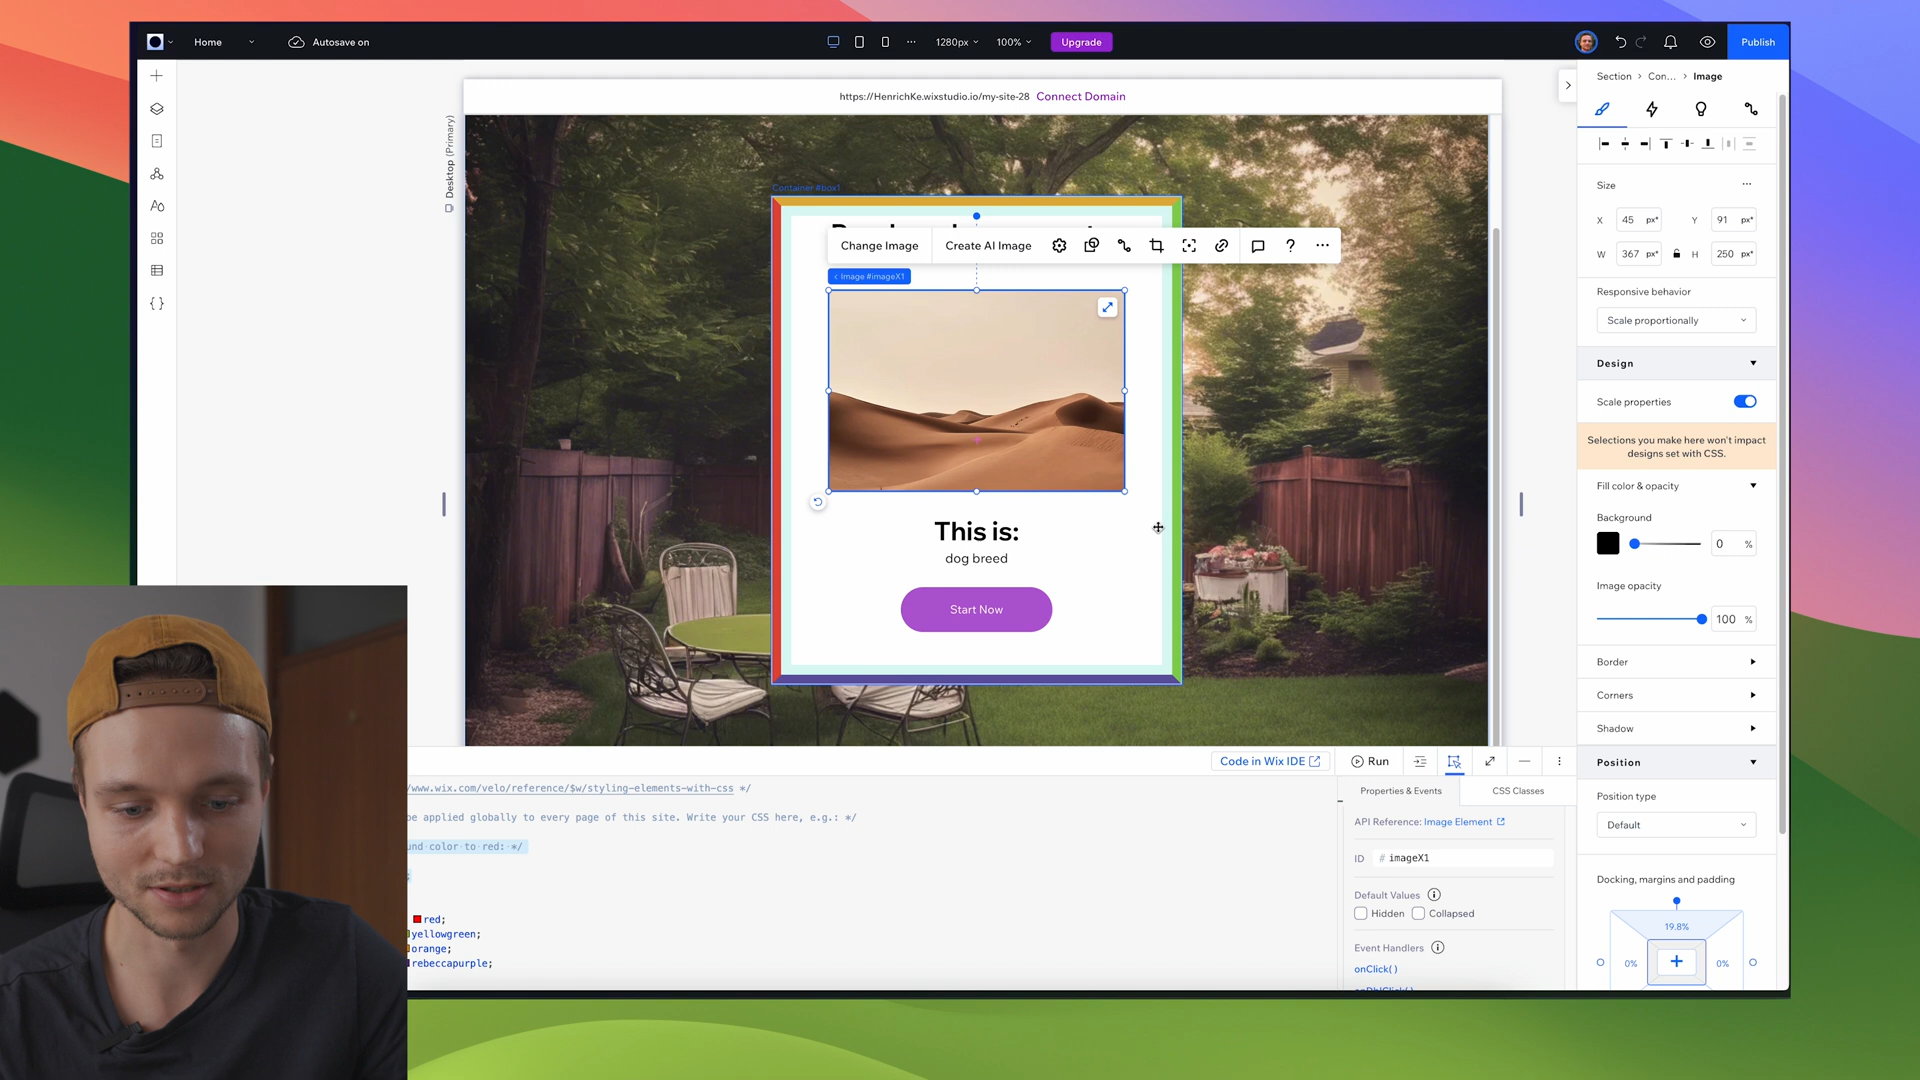 Home
Autosave on
1280px
100%
Upgrade
Publish
https://HenrichKe.wixstudio.io/my-site-28 Connect Domain
Desktop (Primary)
Container #box1
Change Image
Create AI Image
Image #imageX1
This is:
dog breed
Start Now
Section > Con... > Image
Size
X 45 px*
Y 91 px*
W 367 px*
H 250 px*
Responsive behavior
Scale proportionally
Design
Scale properties
Selections you make here won't impact
designs set with CSS.
Fill color & opacity
Background
0 %
Image opacity
100 %
Border
Corners
Shadow
Position
Position type
Default
Docking, margins and padding
19.8%
0%
0%
Code in Wix IDE
Run
/www.wix.com/velo/reference/$w/styling-elements-with-css */
be applied globally to every page of this site. Write your CSS here, e.g.: */
und color to red: */
red;
yellowgreen;
orange;
rebeccapurple;
Properties & Events
CSS Classes
API Reference: Image Element
ID # imageX1
Default Values
Hidden
Collapsed
Event Handlers
onClick( )